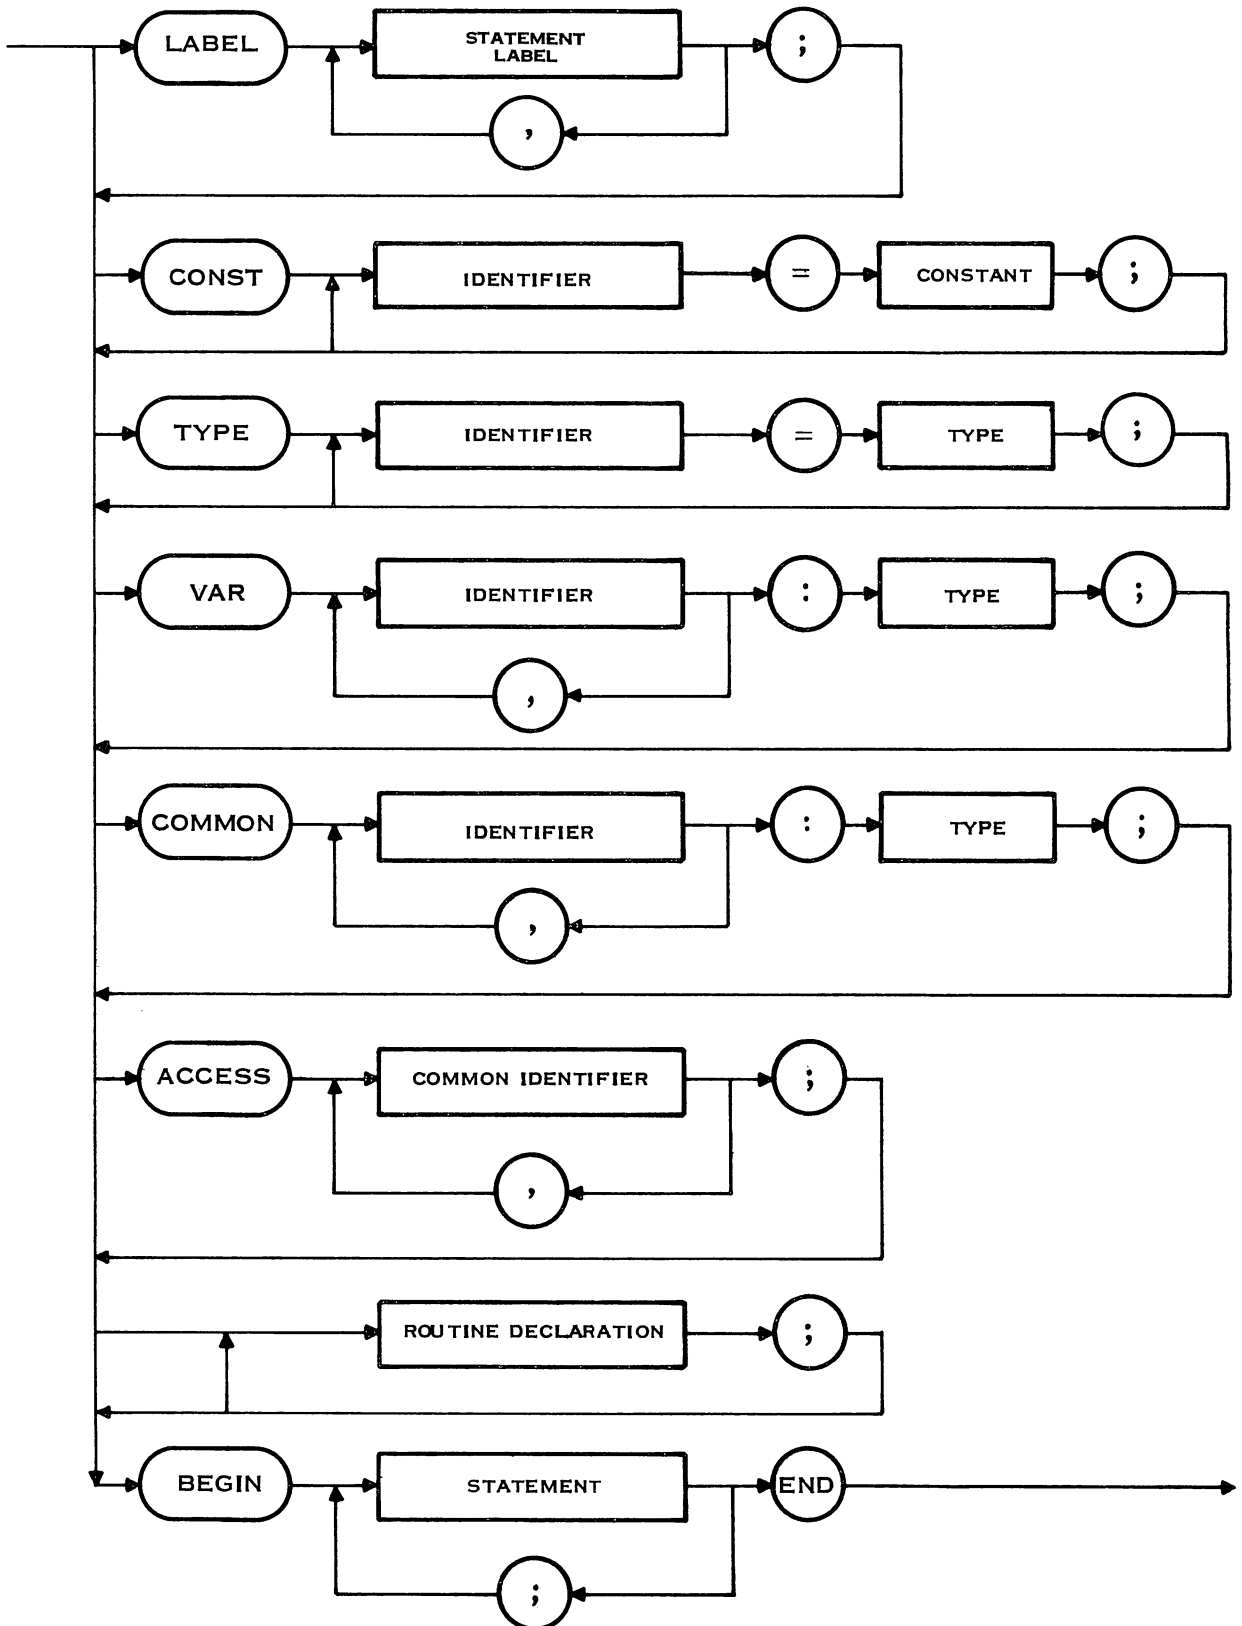 LABEL
STATEMENT
LABEL
;
,
CONST
IDENTIFIER
=
CONSTANT
;
TYPE
IDENTIFIER
=
TYPE
;
VAR
IDENTIFIER
:
TYPE
;
,
COMMON
IDENTIFIER
:
TYPE
;
,
ACCESS
COMMON IDENTIFIER
;
,
ROUTINE DECLARATION
;
BEGIN
STATEMENT
END
;